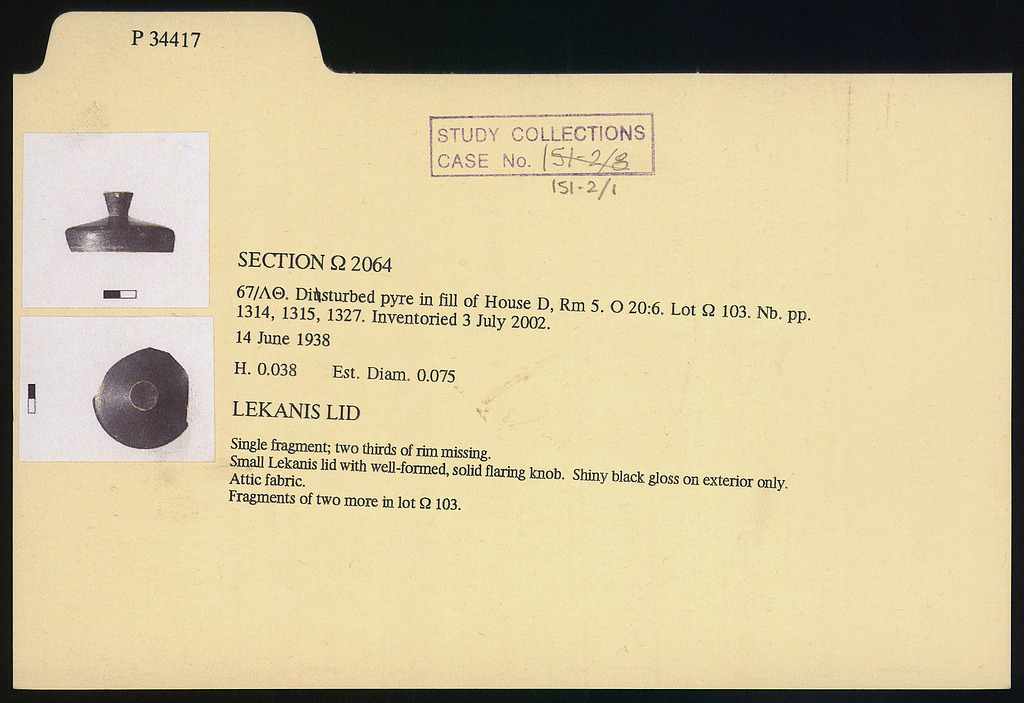 P 34417
STUDY COLLECTIONS
CASE No. 151-2/8
151-2/1
SECTION Ω 2064
67/ΛΘ. Disturbed pyre in fill of House D, Rm 5. O 20:6. Lot Ω 103. Nb. pp.
1314, 1315, 1327. Inventoried 3 July 2002.
14 June 1938
H. 0.038 Est. Diam. 0.075
LEKANIS LID
Single fragment; two thirds of rim missing.
Small Lekanis lid with well-formed, solid flaring knob. Shiny black gloss on exterior only.
Attic fabric.
Fragments of two more in lot Ω 103.